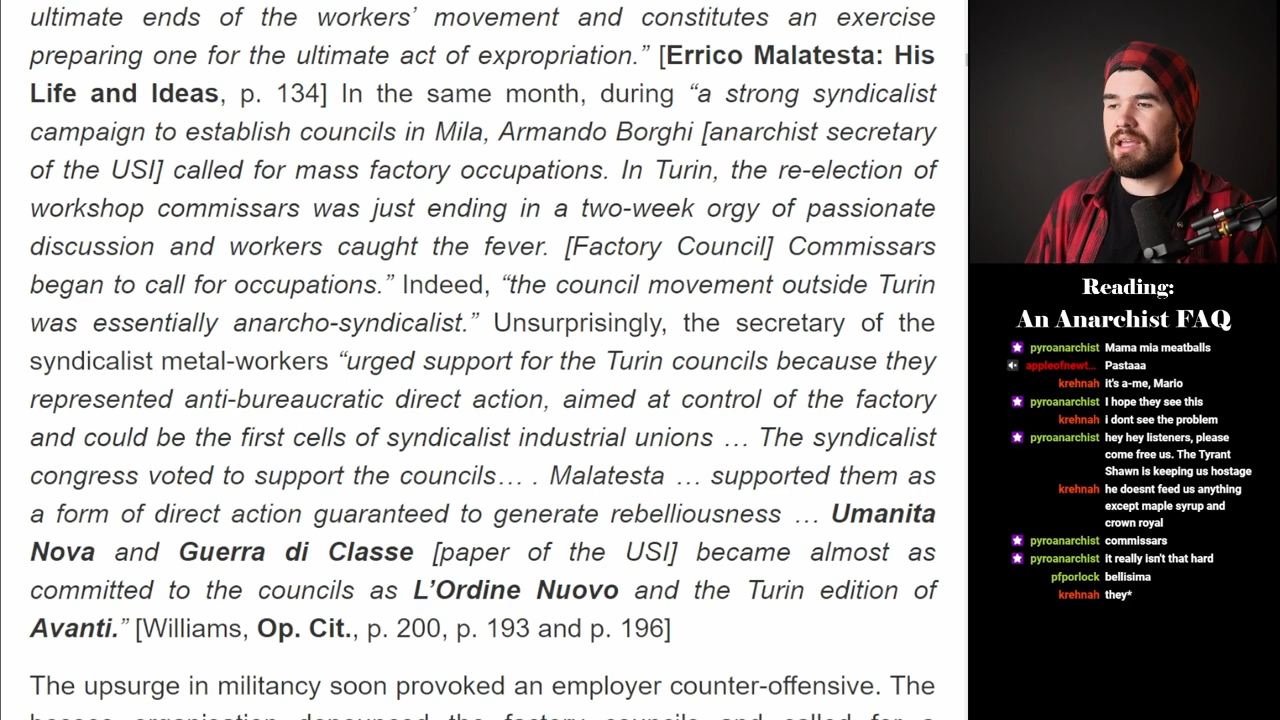 ultimate ends of the workers’ movement and constitutes an exercise
preparing one for the ultimate act of expropriation.” [Errico Malatesta: His
Life and Ideas, p. 134] In the same month, during “a strong syndicalist
campaign to establish councils in Mila, Armando Borghi [anarchist secretary
of the USI] called for mass factory occupations. In Turin, the re-election of
workshop commissars was just ending in a two-week orgy of passionate
discussion and workers caught the fever. [Factory Council] Commissars
began to call for occupations.” Indeed, “the council movement outside Turin
was essentially anarcho-syndicalist.” Unsurprisingly, the secretary of the
syndicalist metal-workers “urged support for the Turin councils because they
represented anti-bureaucratic direct action, aimed at control of the factory
and could be the first cells of syndicalist industrial unions … The syndicalist
congress voted to support the councils… . Malatesta … supported them as
a form of direct action guaranteed to generate rebelliousness … Umanita
Nova and Guerra di Classe [paper of the USI] became almost as
committed to the councils as L’Ordine Nuovo and the Turin edition of
Avanti.” [Williams, Op. Cit., p. 200, p. 193 and p. 196]
The upsurge in militancy soon provoked an employer counter-offensive. The
bosses organisation denounced the factory councils and called for a
Reading:
An Anarchist FAQ
pyroanarchist Mama mia meatballs
appleofnewt... Pastaaa
krehnah it's a-me, Mario
pyroanarchist I hope they see this
krehnah i dont see the problem
pyroanarchist hey hey listeners, please
come free us. The Tyrant
Shawn is keeping us hostage
krehnah he doesnt feed us anything
except maple syrup and
crown royal
pyroanarchist commissars
pyroanarchist it really isn't that hard
pfporlock bellisima
krehnah they*